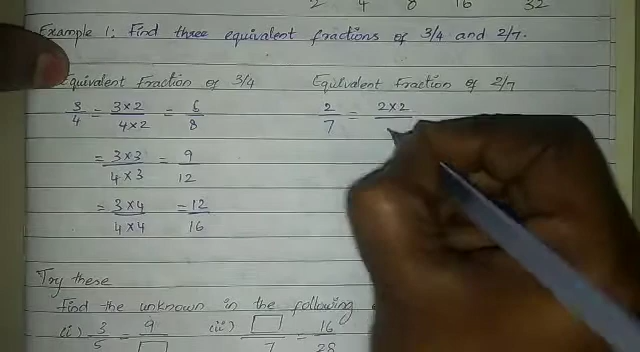 2 4 8 16 32
Example 1: Find three equivalent fractions of 3/4 and 2/7.
Equivalent Fraction of 3/4
3/4 = 3×2/4×2 = 6/8
= 3×3/4×3 = 9/12
= 3×4/4×4 = 12/16
Equivalent Fraction of 2/7
2/7 = 2×2
Try these
Find the unknown in the following
(i) 3/5 = 9/□ (ii) □/7 = 16/28